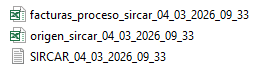 facturas_proceso_sircar_04_03_2026_09_33
origen_sircar_04_03_2026_09_33
SIRCAR_04_03_2026_09_33